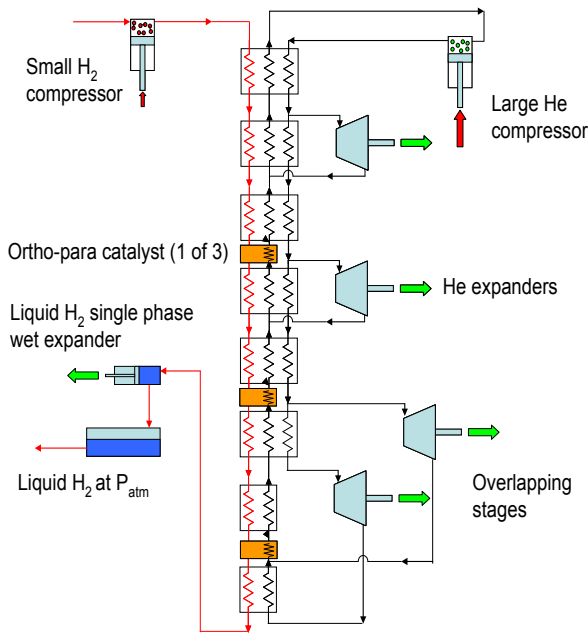 Small H₂
compressor
Large He
compressor
Ortho-para catalyst (1 of 3)
He expanders
Liquid H₂ single phase
wet expander
Liquid H₂ at Pₐₜₘ
Overlapping
stages